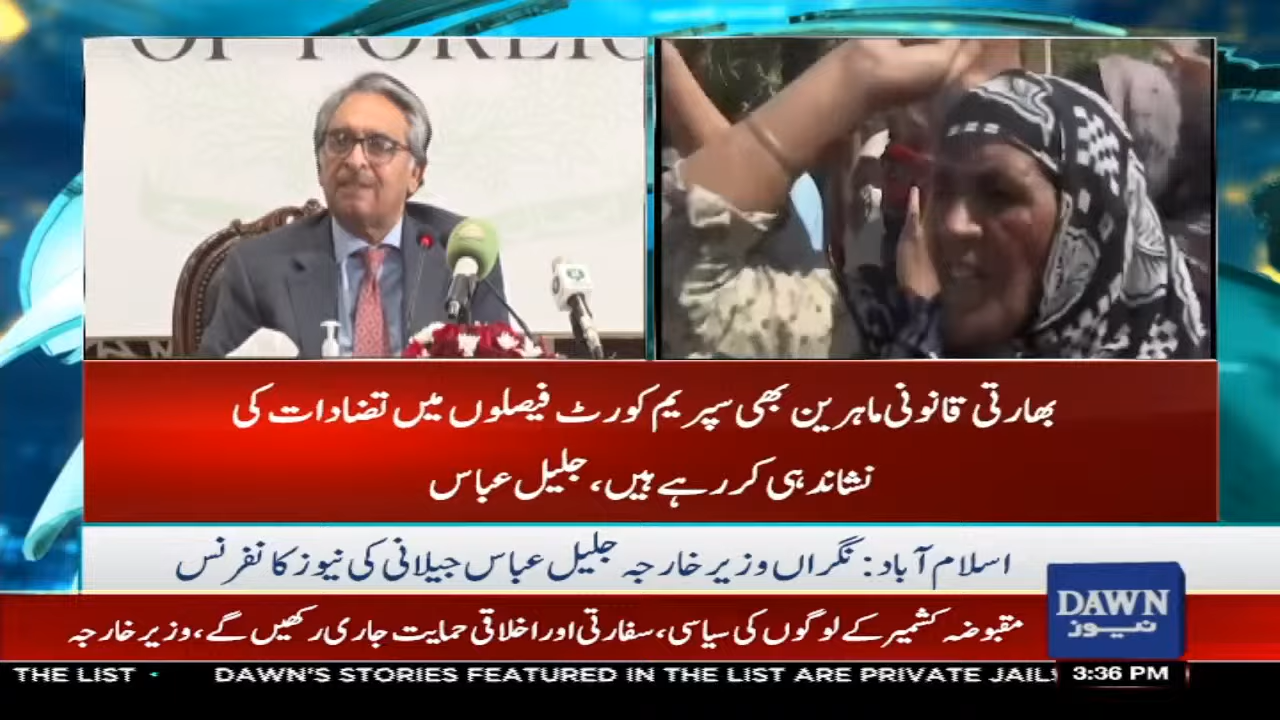 OF FOREIG
بھارتی قانونی ماہرین بھی سپریم کورٹ فیصلوں میں تضادات کی
نشاندہی کر رہے ہیں، جلیل عباس
اسلام آباد: نگراں وزیر خارجہ جلیل عباس جیلانی کی نیوز کانفرنس
DAWN
نیوز
مقبوضہ کشمیر کے لوگوں کی سیاسی، سفارتی اور اخلاقی حمایت جاری رکھیں گے، وزیر خارجہ
THE LIST · DAWN'S STORIES FEATURED IN THE LIST ARE PRIVATE JAIL
3:36 PM